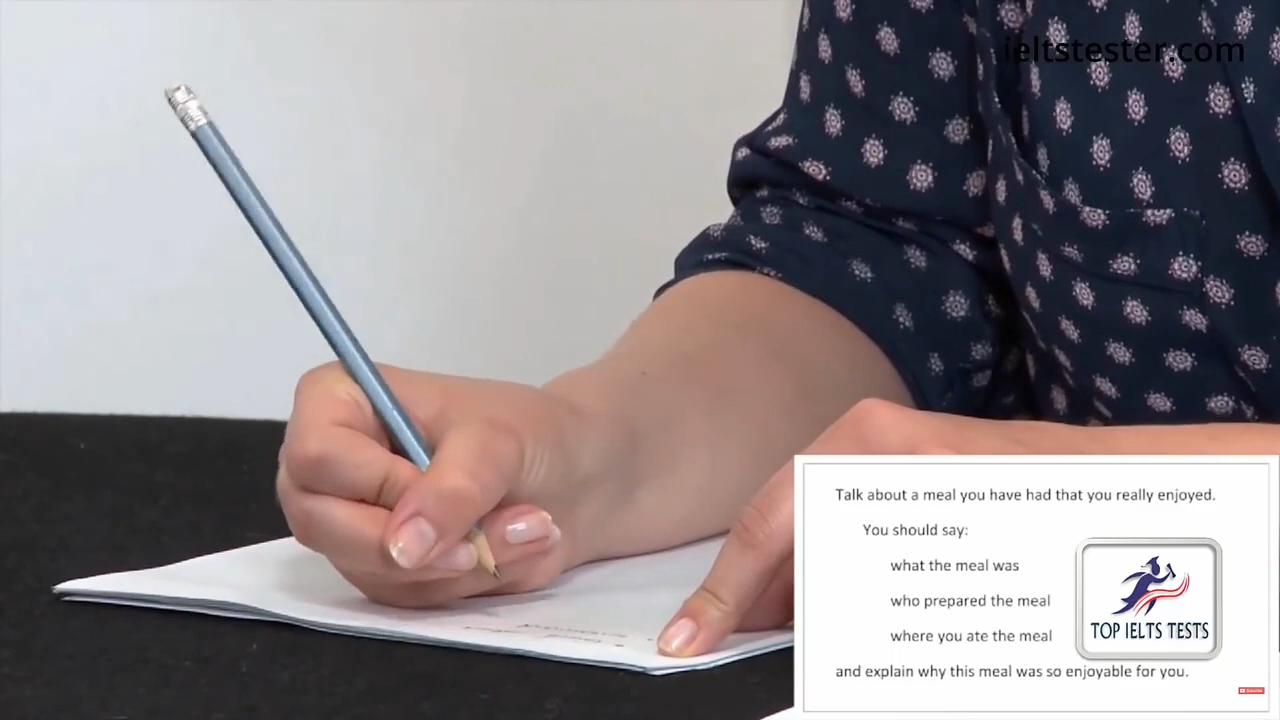 ieltstester.com
Talk about a meal you have had that you really enjoyed.
You should say:
what the meal was
who prepared the meal
where you ate the meal
and explain why this meal was so enjoyable for you.
TOP IELTS TESTS